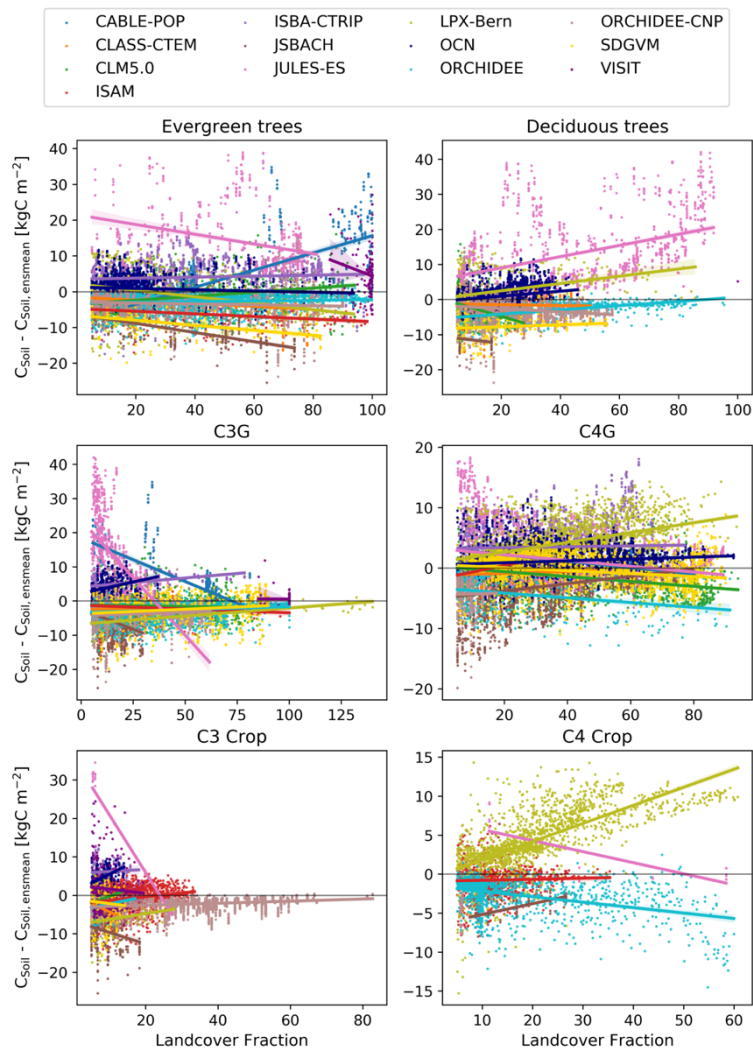 CABLE-POP ISBA-CTRIP LPX-Bern ORCHIDEE-CNP
CLASS-CTEM JSBACH OCN SDGVM
CLM5.0 JULES-ES ORCHIDEE VISIT
ISAM
Evergreen trees Deciduous trees
C_Soil - C_Soil, ensmean [kgC m⁻²]
40 30 20 10 0 −10 −20
20 40 60 80 100
40 30 20 10 0 −10 −20
20 40 60 80 100
C3G C4G
C_Soil - C_Soil, ensmean [kgC m⁻²]
40 30 20 10 0 −10 −20
0 25 50 75 100 125
20 10 0 −10 −20
20 40 60 80
C3 Crop C4 Crop
C_Soil - C_Soil, ensmean [kgC m⁻²]
30 20 10 0 −10 −20
20 40 60 80
15 10 5 0 −5 −10 −15
10 20 30 40 50 60
Landcover Fraction Landcover Fraction